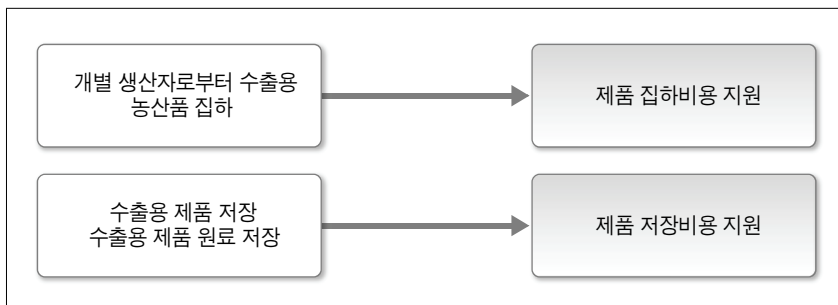 개별 생산자로부터 수출용
농산품 집하
제품 집하비용 지원
수출용 제품 저장
수출용 제품 원료 저장
제품 저장비용 지원